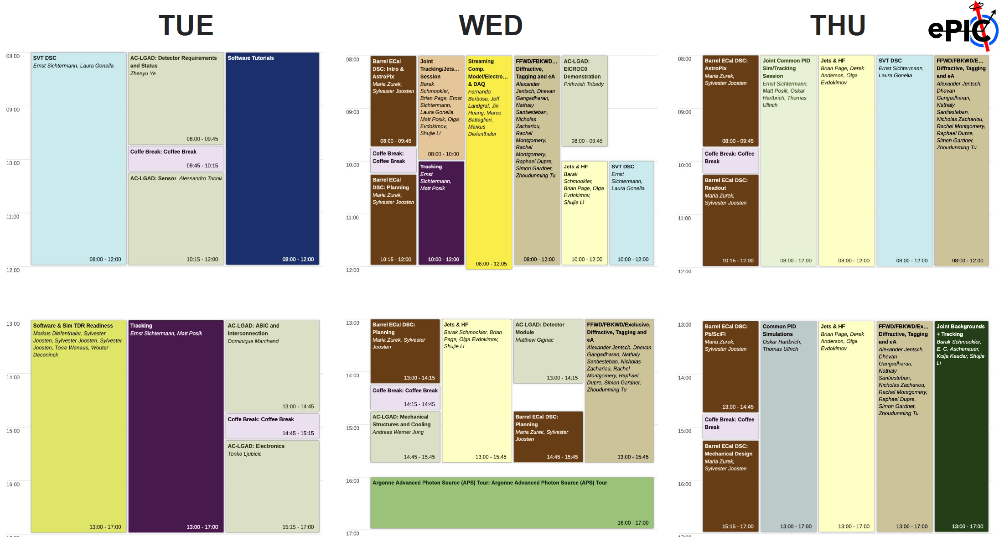 TUE
WED
THU
ePIC
08:00
09:00
10:00
11:00
12:00
SVT DSC
Ernst Sichtermann, Laura Gonella
08:00 - 12:00
AC-LGAD: Detector Requirements
and Status
Zhenyu Ye
08:00 - 09:45
Coffe Break: Coffee Break
09:45 - 10:15
AC-LGAD: Sensor Alessandro Tricoli
10:15 - 12:00
Software Tutorials
08:00 - 12:00
13:00
14:00
15:00
16:00
Software & Sim TDR Readiness
Markus Diefenthaler, Sylvester
Joosten, Sylvester Joosten, Sylvester
Joosten, Torre Wenaus, Wouter
Deconinck
13:00 - 17:00
Tracking
Ernst Sichtermann, Matt Posik
13:00 - 17:00
AC-LGAD: ASIC and
interconnection
Dominique Marchand
13:00 - 14:45
Coffe Break: Coffee Break
14:45 - 15:15
AC-LGAD: Electronics
Tonko Ljubicic
15:15 - 17:00
08:00
09:00
10:00
11:00
12:00
Barrel ECal
DSC: Intro &
AstroPix
Maria Zurek,
Sylvester Joosten
08:00 - 09:45
Coffe Break:
Coffee Break
Barrel ECal
DSC: Planning
Maria Zurek,
Sylvester Joosten
10:15 - 12:00
Joint
Tracking/Jets...
Session
Barak
Schmookler,
Brian Page, Ernst
Sichtermann,
Laura Gonella,
Matt Posik, Olga
Evdokimov,
Shujie Li
08:00 - 10:00
Tracking
Ernst
Sichtermann,
Matt Posik
10:00 - 12:00
Streaming
Comp.
Model/Electro...
& DAQ
Fernando
Barbosa, Jeff
Landgraf, Jin
Huang, Marco
Battaglieri,
Markus
Diefenthaler
08:00 - 12:05
FFWD/FBKWD...
Diffractive,
Tagging and eA
Alexander
Jentsch, Dhevan
Gangadharan,
Nathaly
Santiesteban,
Nicholas
Zachariou,
Rachel
Montgomery,
Rachel
Montgomery,
Raphael Dupre,
Simon Gardner,
Zhoudunming Tu
08:00 - 12:00
AC-LGAD:
EICROC0
Demonstration
Prithwish Tribedy
08:00 - 09:45
Jets & HF
Barak
Schmookler,
Brian Page, Olga
Evdokimov,
Shujie Li
10:00 - 12:00
SVT DSC
Ernst
Sichtermann,
Laura Gonella
10:00 - 12:00
13:00
14:00
15:00
16:00
17:00
Barrel ECal DSC:
Planning
Maria Zurek, Sylvester
Joosten
13:00 - 14:15
Coffe Break: Coffee Break
14:15 - 14:45
AC-LGAD: Mechanical
Structures and Cooling
Andreas Werner Jung
14:45 - 15:45
Jets & HF
Barak Schmookler, Brian
Page, Olga Evdokimov,
Shujie Li
13:00 - 15:45
AC-LGAD: Detector
Module
Matthew Gignac
13:00 - 14:15
Barrel ECal DSC:
Planning
Maria Zurek, Sylvester
Joosten
14:45 - 15:45
FFWD/FBKWD/Exclusive,
Diffractive, Tagging and
eA
Alexander Jentsch, Dhevan
Gangadharan, Nathaly
Santiesteban, Nicholas
Zachariou, Rachel
Montgomery, Raphael
Dupre, Simon Gardner,
Zhoudunming Tu
13:00 - 15:45
Argonne Advanced Photon Source (APS) Tour: Argonne Advanced Photon Source (APS) Tour
16:00 - 17:00
08:00
09:00
10:00
11:00
12:00
Barrel ECal DSC:
AstroPix
Maria Zurek,
Sylvester Joosten
08:00 - 09:45
Coffe Break: Coffee
Break
Barrel ECal DSC:
Readout
Maria Zurek,
Sylvester Joosten
10:15 - 12:00
Joint Common PID
Sim/Tracking
Session
Ernst Sichtermann,
Matt Posik, Oskar
Hartbrich, Thomas
Ullrich
08:00 - 12:00
Jets & HF
Brian Page, Derek
Anderson, Olga
Evdokimov
08:00 - 12:00
SVT DSC
Ernst Sichtermann,
Laura Gonella
08:00 - 12:00
FFWD/FBKWD/E...
Diffractive, Tagging
and eA
Alexander Jentsch,
Dhevan
Gangadharan,
Nathaly
Santiesteban,
Nicholas Zachariou,
Rachel Montgomery,
Raphael Dupre,
Simon Gardner,
Zhoudunming Tu
08:00 - 12:00
13:00
14:00
15:00
16:00
Barrel ECal DSC:
Pb/SciFi
Maria Zurek,
Sylvester Joosten
13:00 - 14:45
Coffe Break: Coffee
Break
Barrel ECal DSC:
Mechanical Design
Maria Zurek,
Sylvester Joosten
15:15 - 17:00
Common PID
Simulations
Oskar Hartbrich,
Thomas Ullrich
13:00 - 17:00
Jets & HF
Brian Page, Derek
Anderson, Olga
Evdokimov
13:00 - 17:00
FFWD/FBKWD/Ex...
Diffractive, Tagging
and eA
Alexander Jentsch,
Dhevan
Gangadharan,
Nathaly
Santiesteban,
Nicholas Zachariou,
Rachel Montgomery,
Raphael Dupre,
Simon Gardner,
Zhoudunming Tu
13:00 - 17:00
Joint Backgrounds
+ Tracking
Barak Schmookler,
E. C. Aschenauer,
Kolja Kauder, Shujie
Li
13:00 - 17:00